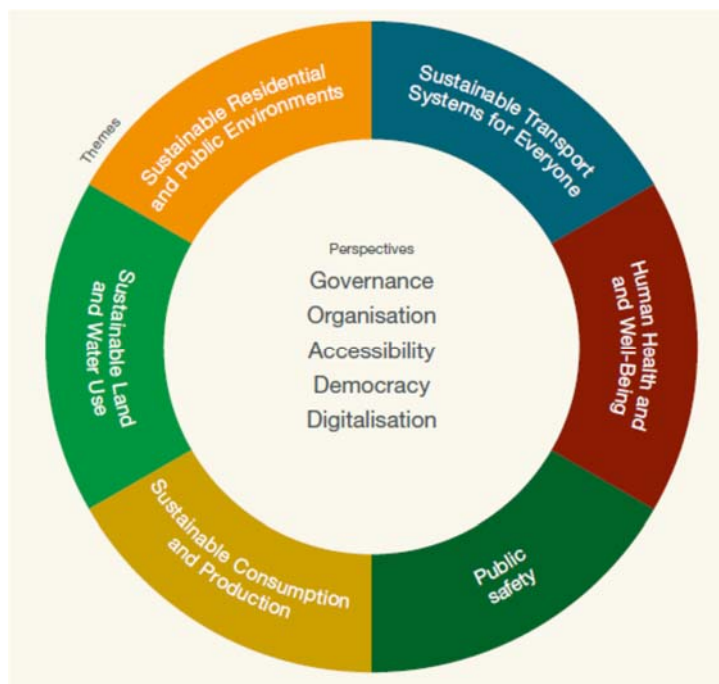 Themes
Sustainable Residential
and Public Environments
Sustainable Transport
Systems for Everyone
Human Health and
and Well-Being
Public
safety
Sustainable Consumption
and Production
Sustainable Land
and Water Use
Perspectives
Governance
Organisation
Accessibility
Democracy
Digitalisation